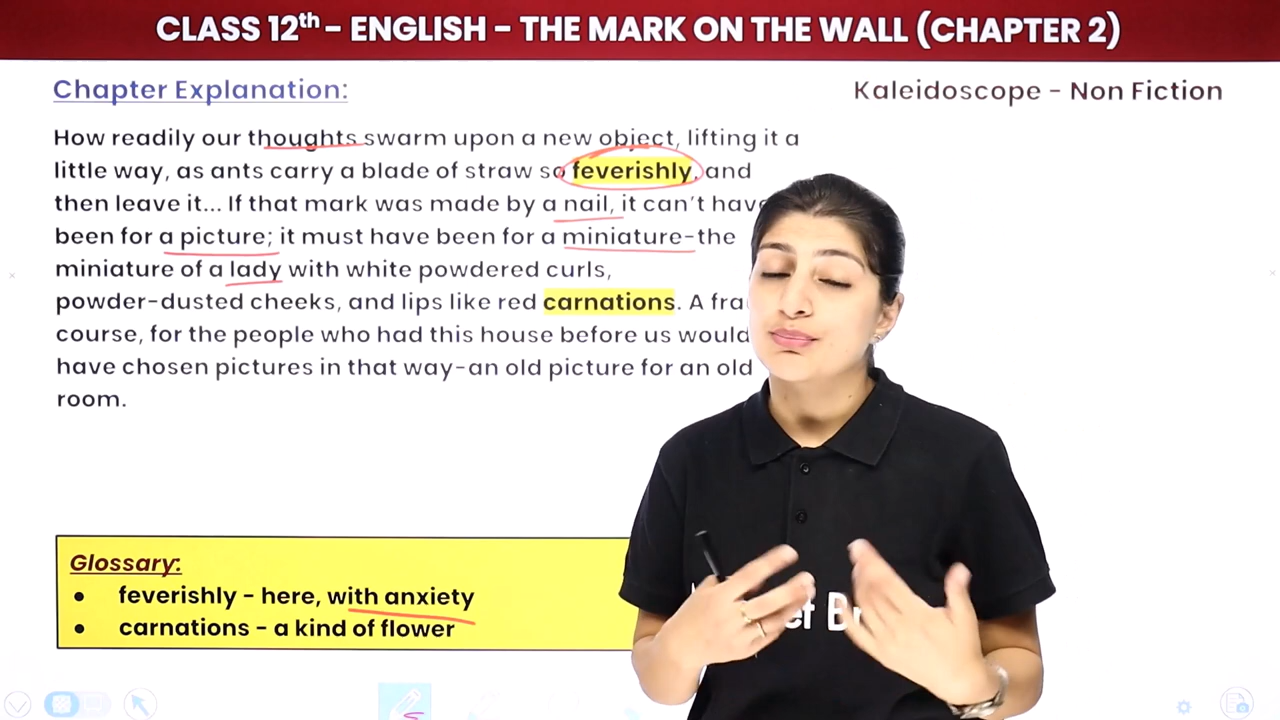 CLASS 12th - ENGLISH - THE MARK ON THE WALL (CHAPTER 2)
Chapter Explanation:
Kaleidoscope - Non Fiction
How readily our thoughts swarm upon a new object, lifting it a
little way, as ants carry a blade of straw so feverishly, and
then leave it... If that mark was made by a nail, it can't have
been for a picture; it must have been for a miniature-the
miniature of a lady with white powdered curls,
powder-dusted cheeks, and lips like red carnations. A
course, for the people who had this house before us would
have chosen pictures in that way-an old picture for an old
room.
Glossary:
● feverishly - here, with anxiety
● carnations - a kind of flower